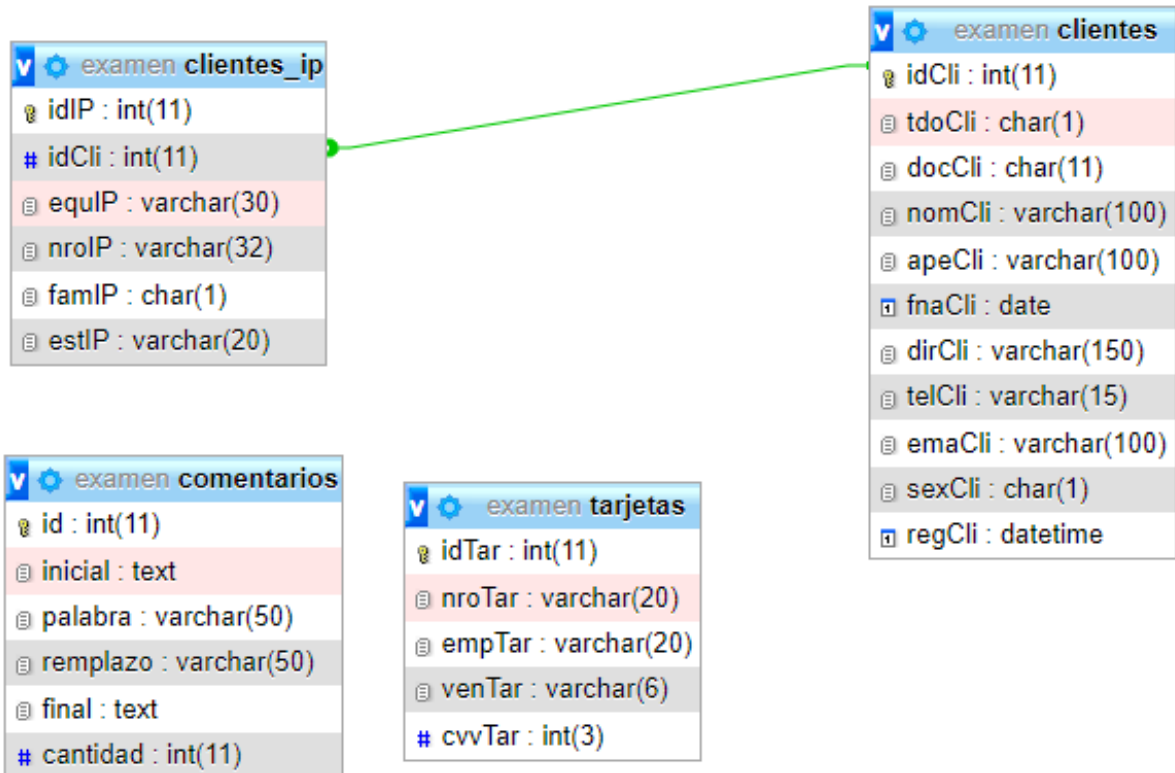 examen clientes_ip
idIP : int(11)
idCli : int(11)
equIP : varchar(30)
nroIP : varchar(32)
famIP : char(1)
estIP : varchar(20)
examen clientes
idCli : int(11)
tdoCli : char(1)
docCli : char(11)
nomCli : varchar(100)
apeCli : varchar(100)
fnaCli : date
dirCli : varchar(150)
telCli : varchar(15)
emaCli : varchar(100)
sexCli : char(1)
regCli : datetime
examen comentarios
id : int(11)
inicial : text
palabra : varchar(50)
remplazo : varchar(50)
final : text
cantidad : int(11)
examen tarjetas
idTar : int(11)
nroTar : varchar(20)
empTar : varchar(20)
venTar : varchar(6)
cvvTar : int(3)